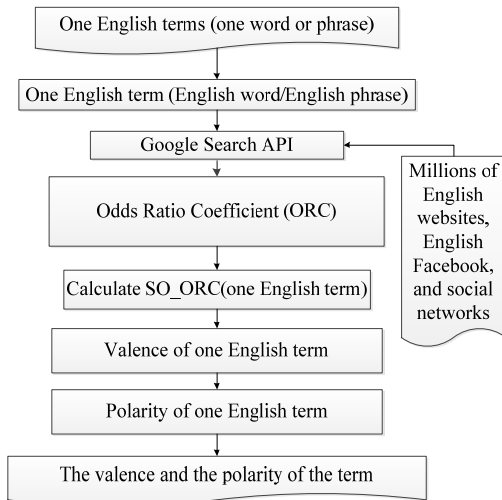 One English terms (one word or phrase)
One English term (English word/English phrase)
Google Search API
Odds Ratio Coefficient (ORC)
Calculate SO_ORC(one English term)
Valence of one English term
Polarity of one English term
The valence and the polarity of the term
Millions of
English
websites,
English
Facebook,
and social
networks